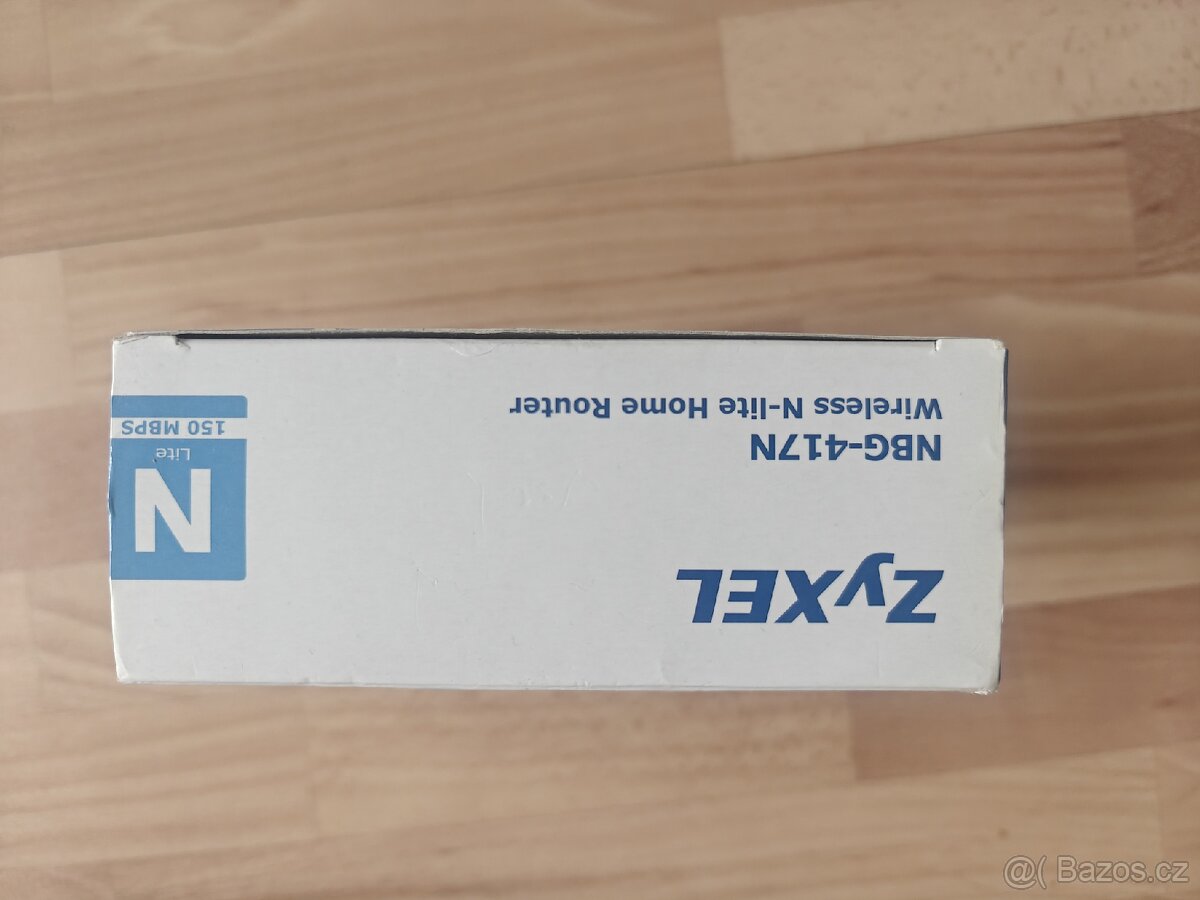 ZyXEL
NBG-417N
Wireless N-lite Home Router
N
Lite
150 MBPS
@( Bazos.cz